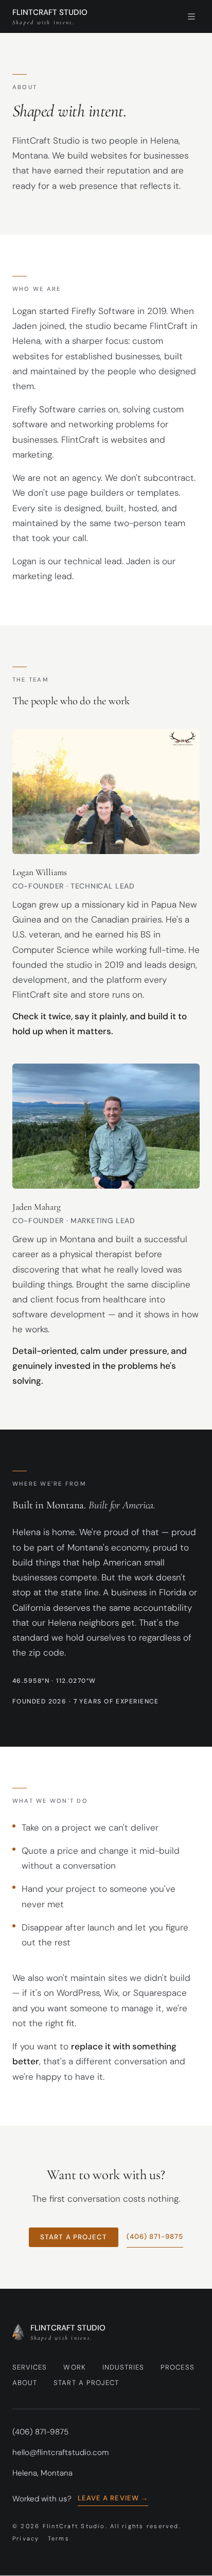 FLINTCRAFT STUDIO
Shaped with intent.
ABOUT
Shaped with intent.
FlintCraft Studio is two people in Helena,
Montana. We build websites for businesses
that have earned their reputation and are
ready for a web presence that reflects it.
WHO WE ARE
Logan started Firefly Software in 2019. When
Jaden joined, the studio became FlintCraft in
Helena, with a sharper focus: custom
websites for established businesses, built
and maintained by the people who designed
them.
Firefly Software carries on, solving custom
software and networking problems for
businesses. FlintCraft is websites and
marketing.
We are not an agency. We don't subcontract.
We don't use page builders or templates.
Every site is designed, built, hosted, and
maintained by the same two-person team
that took your call.
Logan is our technical lead. Jaden is our
marketing lead.
THE TEAM
The people who do the work
Logan Williams
CO-FOUNDER · TECHNICAL LEAD
Logan grew up a missionary kid in Papua New
Guinea and on the Canadian prairies. He's a
U.S. veteran, and he earned his BS in
Computer Science while working full-time. He
founded the studio in 2019 and leads design,
development, and the platform every
FlintCraft site and store runs on.
Check it twice, say it plainly, and build it to
hold up when it matters.
Jaden Maharg
CO-FOUNDER · MARKETING LEAD
Grew up in Montana and built a successful
career as a physical therapist before
discovering that what he really loved was
building things. Brought the same discipline
and client focus from healthcare into
software development — and it shows in how
he works.
Detail-oriented, calm under pressure, and
genuinely invested in the problems he's
solving.
WHERE WE'RE FROM
Built in Montana. Built for America.
Helena is home. We're proud of that — proud
to be part of Montana's economy, proud to
build things that help American small
businesses compete. But the work doesn't
stop at the state line. A business in Florida or
California deserves the same accountability
that our Helena neighbors get. That's the
standard we hold ourselves to regardless of
the zip code.
46.5958°N · 112.0270°W
FOUNDED 2026 · 7 YEARS OF EXPERIENCE
WHAT WE WON'T DO
Take on a project we can't deliver
Quote a price and change it mid-build
without a conversation
Hand your project to someone you've
never met
Disappear after launch and let you figure
out the rest
We also won't maintain sites we didn't build
— if it's on WordPress, Wix, or Squarespace
and you want someone to manage it, we're
not the right fit.
If you want to replace it with something
better, that's a different conversation and
we're happy to have it.
Want to work with us?
The first conversation costs nothing.
START A PROJECT
(406) 871-9875
FLINTCRAFT STUDIO
Shaped with intent.
SERVICES WORK INDUSTRIES PROCESS
ABOUT START A PROJECT
(406) 871-9875
hello@flintcraftstudio.com
Helena, Montana
Worked with us? LEAVE A REVIEW →
© 2026 FlintCraft Studio. All rights reserved.
Privacy Terms